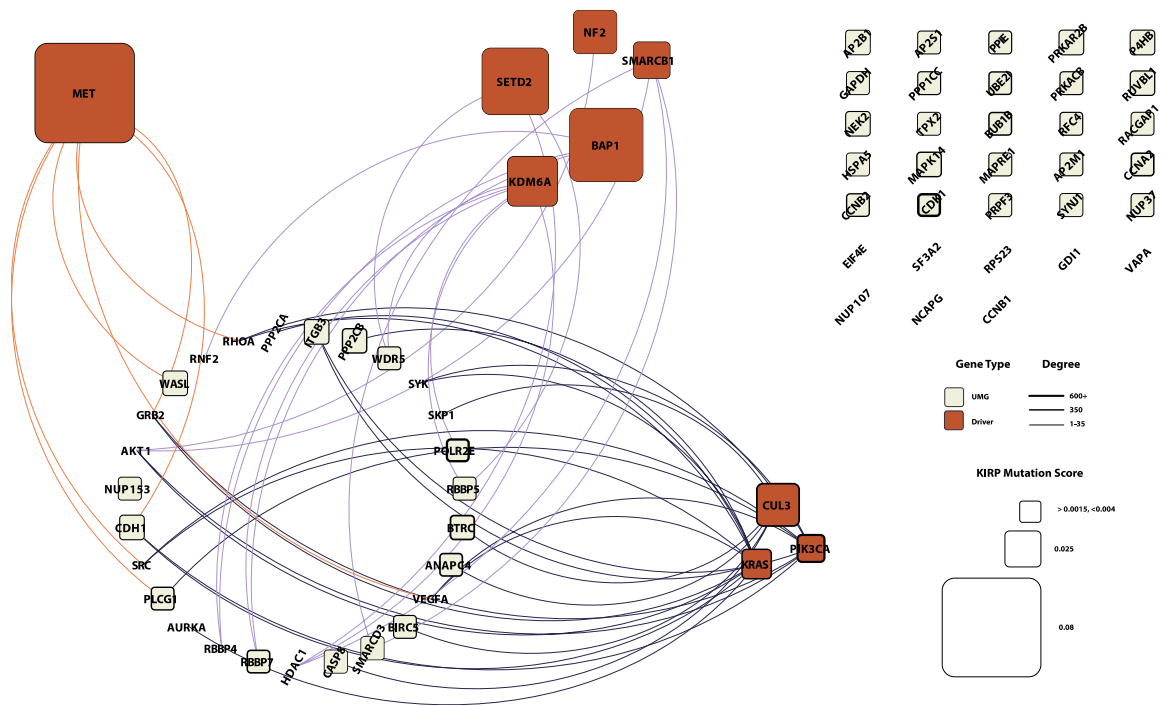 NF2
SMARCB1
SETD2
MET
BAP1
KDM6A
PPP2CA
ITGB3
PPP2CB
RHOA
RNF2
WDR5
WASL
SYK
GRB2
SKP1
AKT1
POLR2E
NUP153
RBBP5
CDH1
BTRC
SRC
ANAPC4
PLCG1
VEGFA
AURKA
BIRC5
RBBP4
SMARCD3
RBBP7
HDAC1
CASP8
CUL3
PIK3CA
KRAS
AP2B1 AP2S1 PPIE PRKAR2B P4HB
GAPDH PPP1CC UBE2I PRKACB RUVBL1
NEK2 TPX2 BUB1B RFC4 RACGAP1
HSPA5 MAPK14 MAPRE1 AP2M1 CCNA2
CCNB2 CDK1 PRPF3 SYNJ1 NUP37
EIF4E SF3A2 RPS23 GDI1 VAPA
NUP107 NCAPG CCNB1
Gene Type Degree
UMG 600+
350
Driver 1-35
KIRP Mutation Score
> 0.0015, <0.004
0.025
0.08